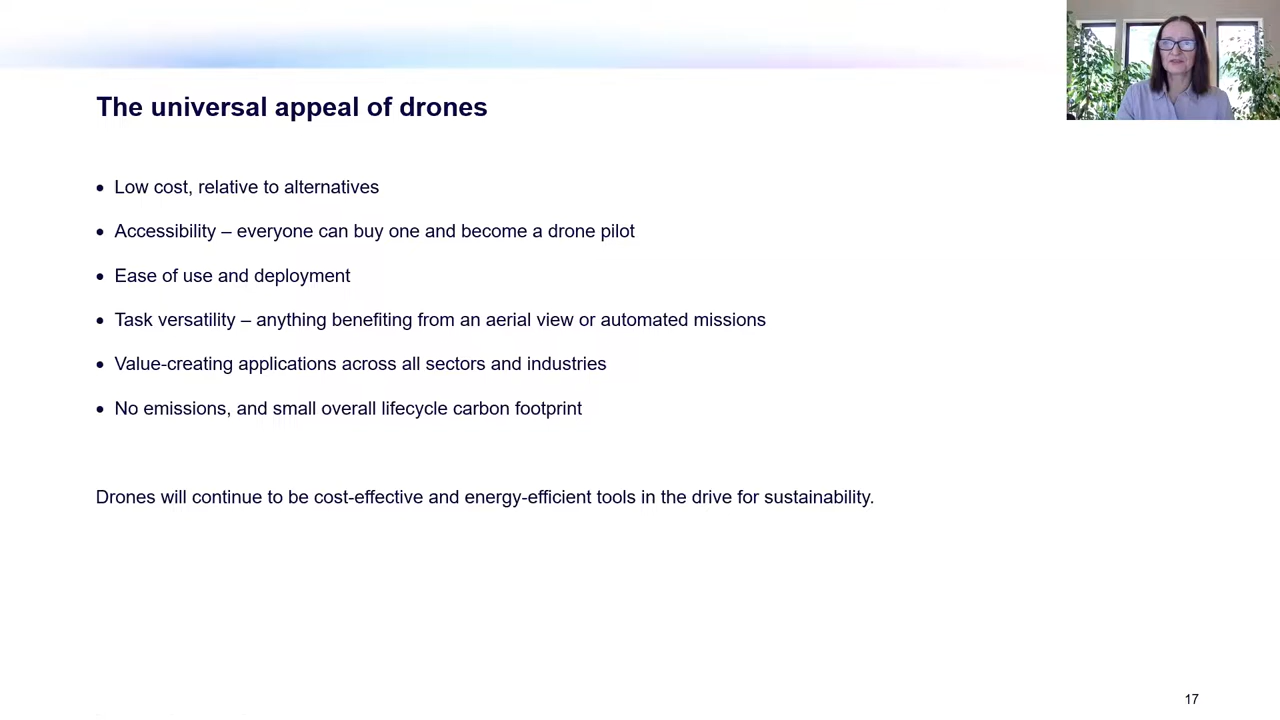 The universal appeal of drones
• Low cost, relative to alternatives
• Accessibility – everyone can buy one and become a drone pilot
• Ease of use and deployment
• Task versatility – anything benefiting from an aerial view or automated missions
• Value-creating applications across all sectors and industries
• No emissions, and small overall lifecycle carbon footprint
Drones will continue to be cost-effective and energy-efficient tools in the drive for sustainability.
17